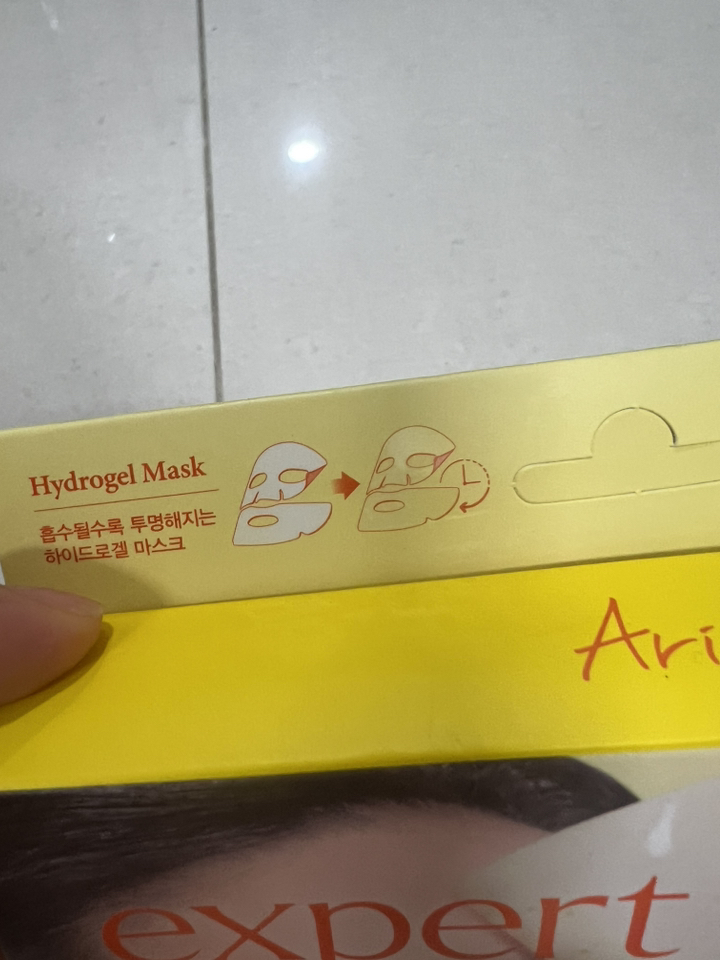 Hydrogel Mask
흡수될수록 투명해지는
하이드로겔 마스크
Ari
expert